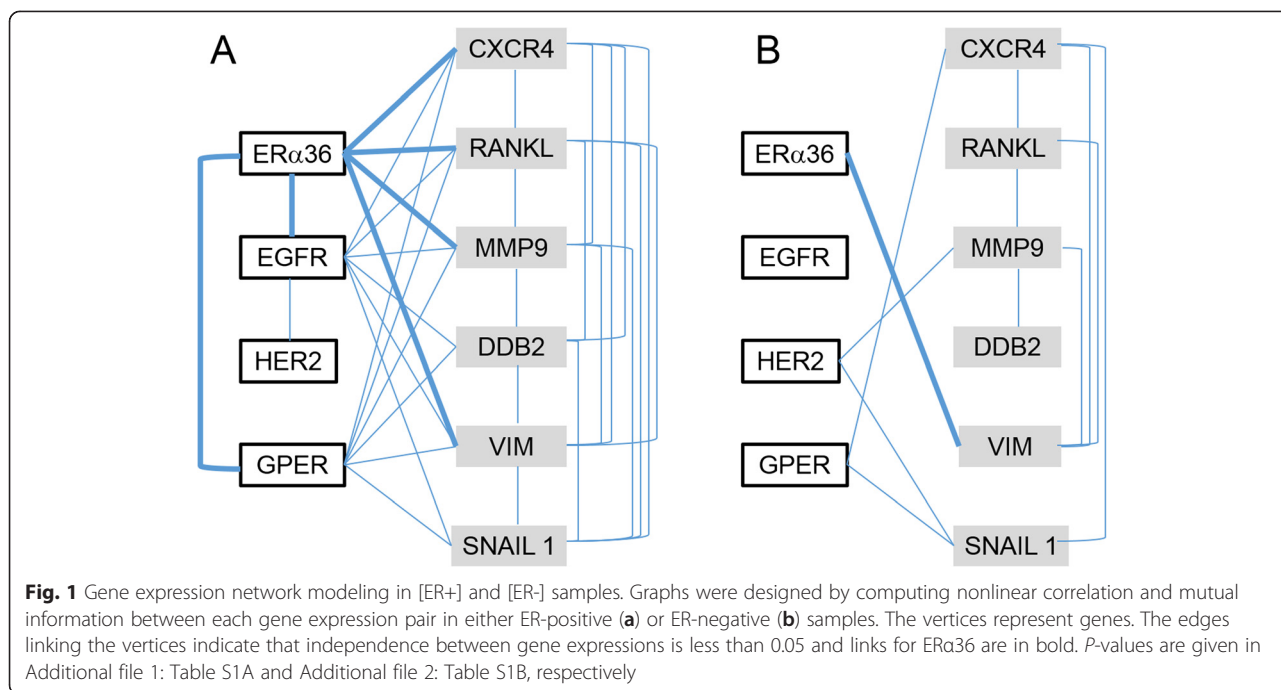 A
B
CXCR4
RANKL
MMP9
DDB2
VIM
SNAIL 1
ERα36
EGFR
HER2
GPER
CXCR4
RANKL
MMP9
DDB2
VIM
SNAIL 1
ERα36
EGFR
HER2
GPER
Fig. 1 Gene expression network modeling in [ER+] and [ER-] samples. Graphs were designed by computing nonlinear correlation and mutual
information between each gene expression pair in either ER-positive (a) or ER-negative (b) samples. The vertices represent genes. The edges
linking the vertices indicate that independence between gene expressions is less than 0.05 and links for ERα36 are in bold. P-values are given in
Additional file 1: Table S1A and Additional file 2: Table S1B, respectively